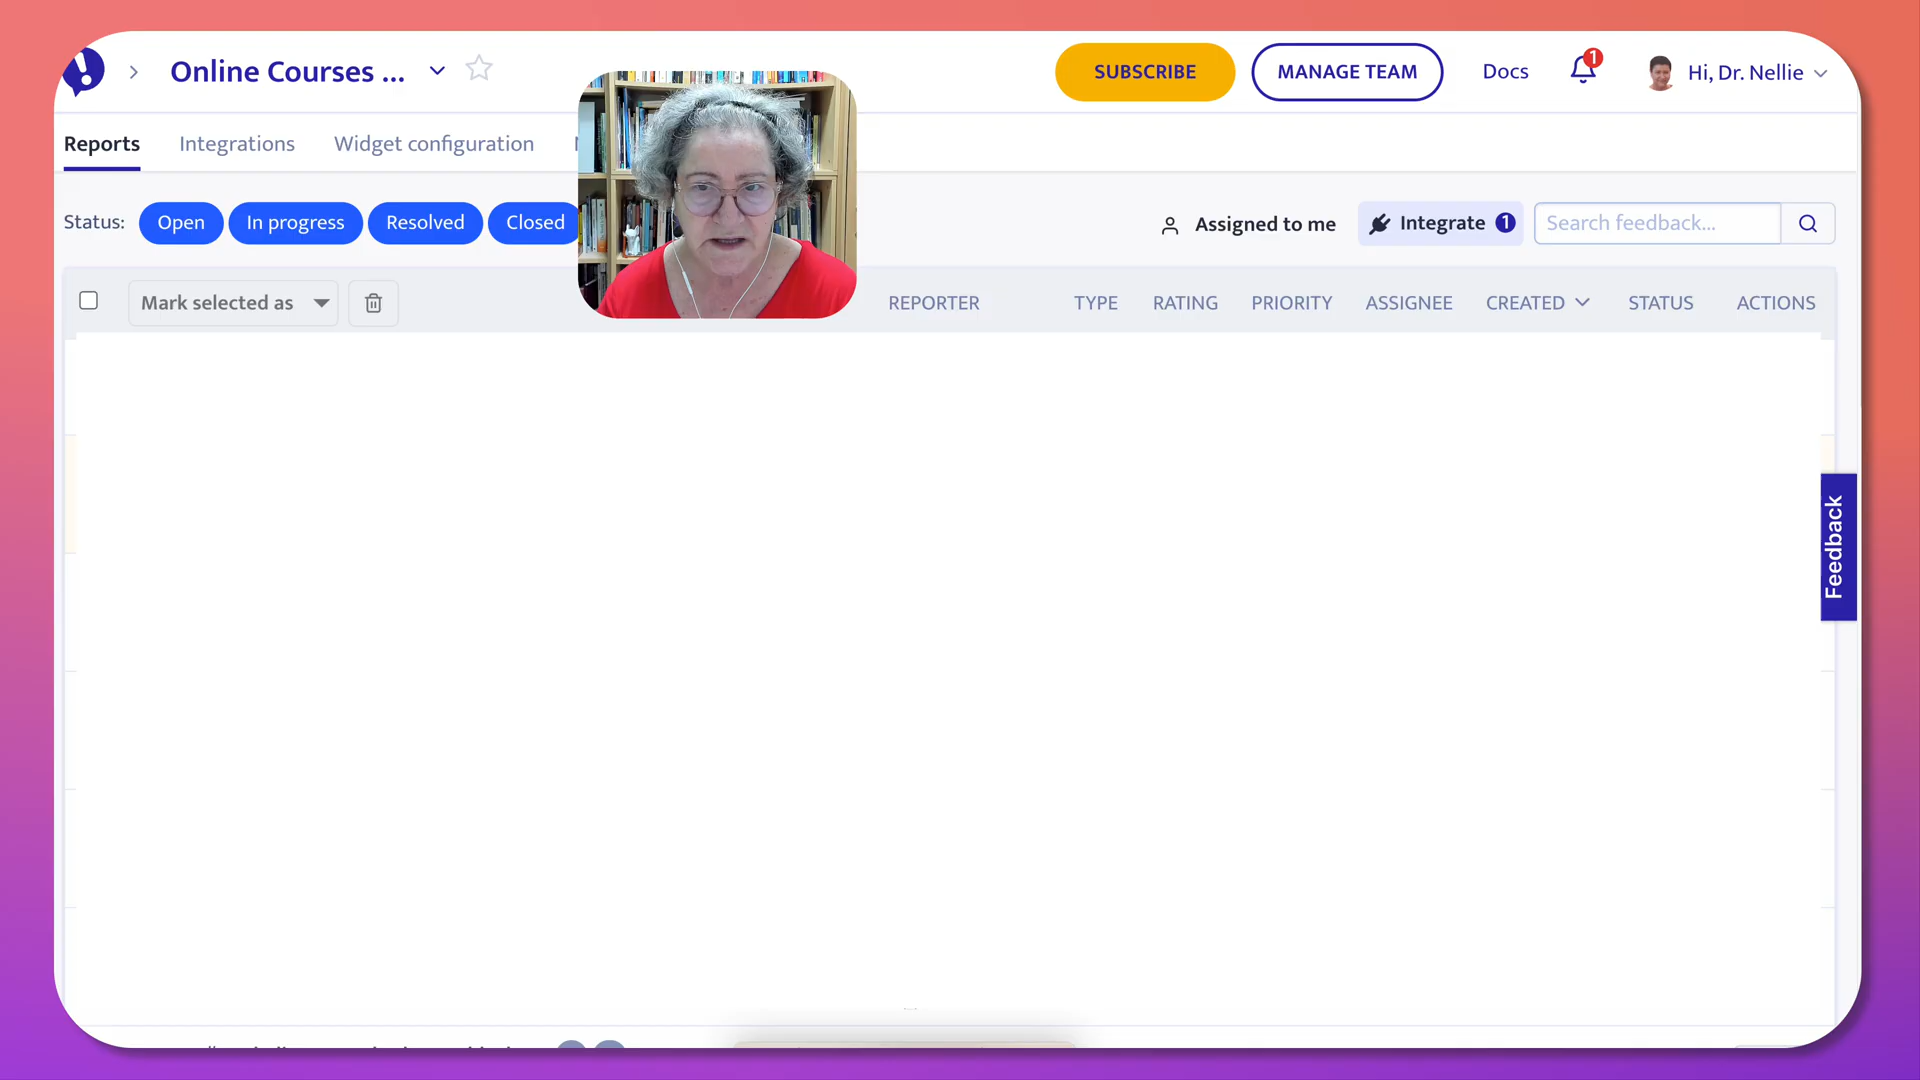 Online Courses ...
SUBSCRIBE
MANAGE TEAM
Docs
1
Hi, Dr. Nellie
Reports
Integrations
Widget configuration
Status:
Open
In progress
Resolved
Closed
Assigned to me
Integrate 1
Search feedback...
Mark selected as
REPORTER
TYPE
RATING
PRIORITY
ASSIGNEE
CREATED
STATUS
ACTIONS
Feedback